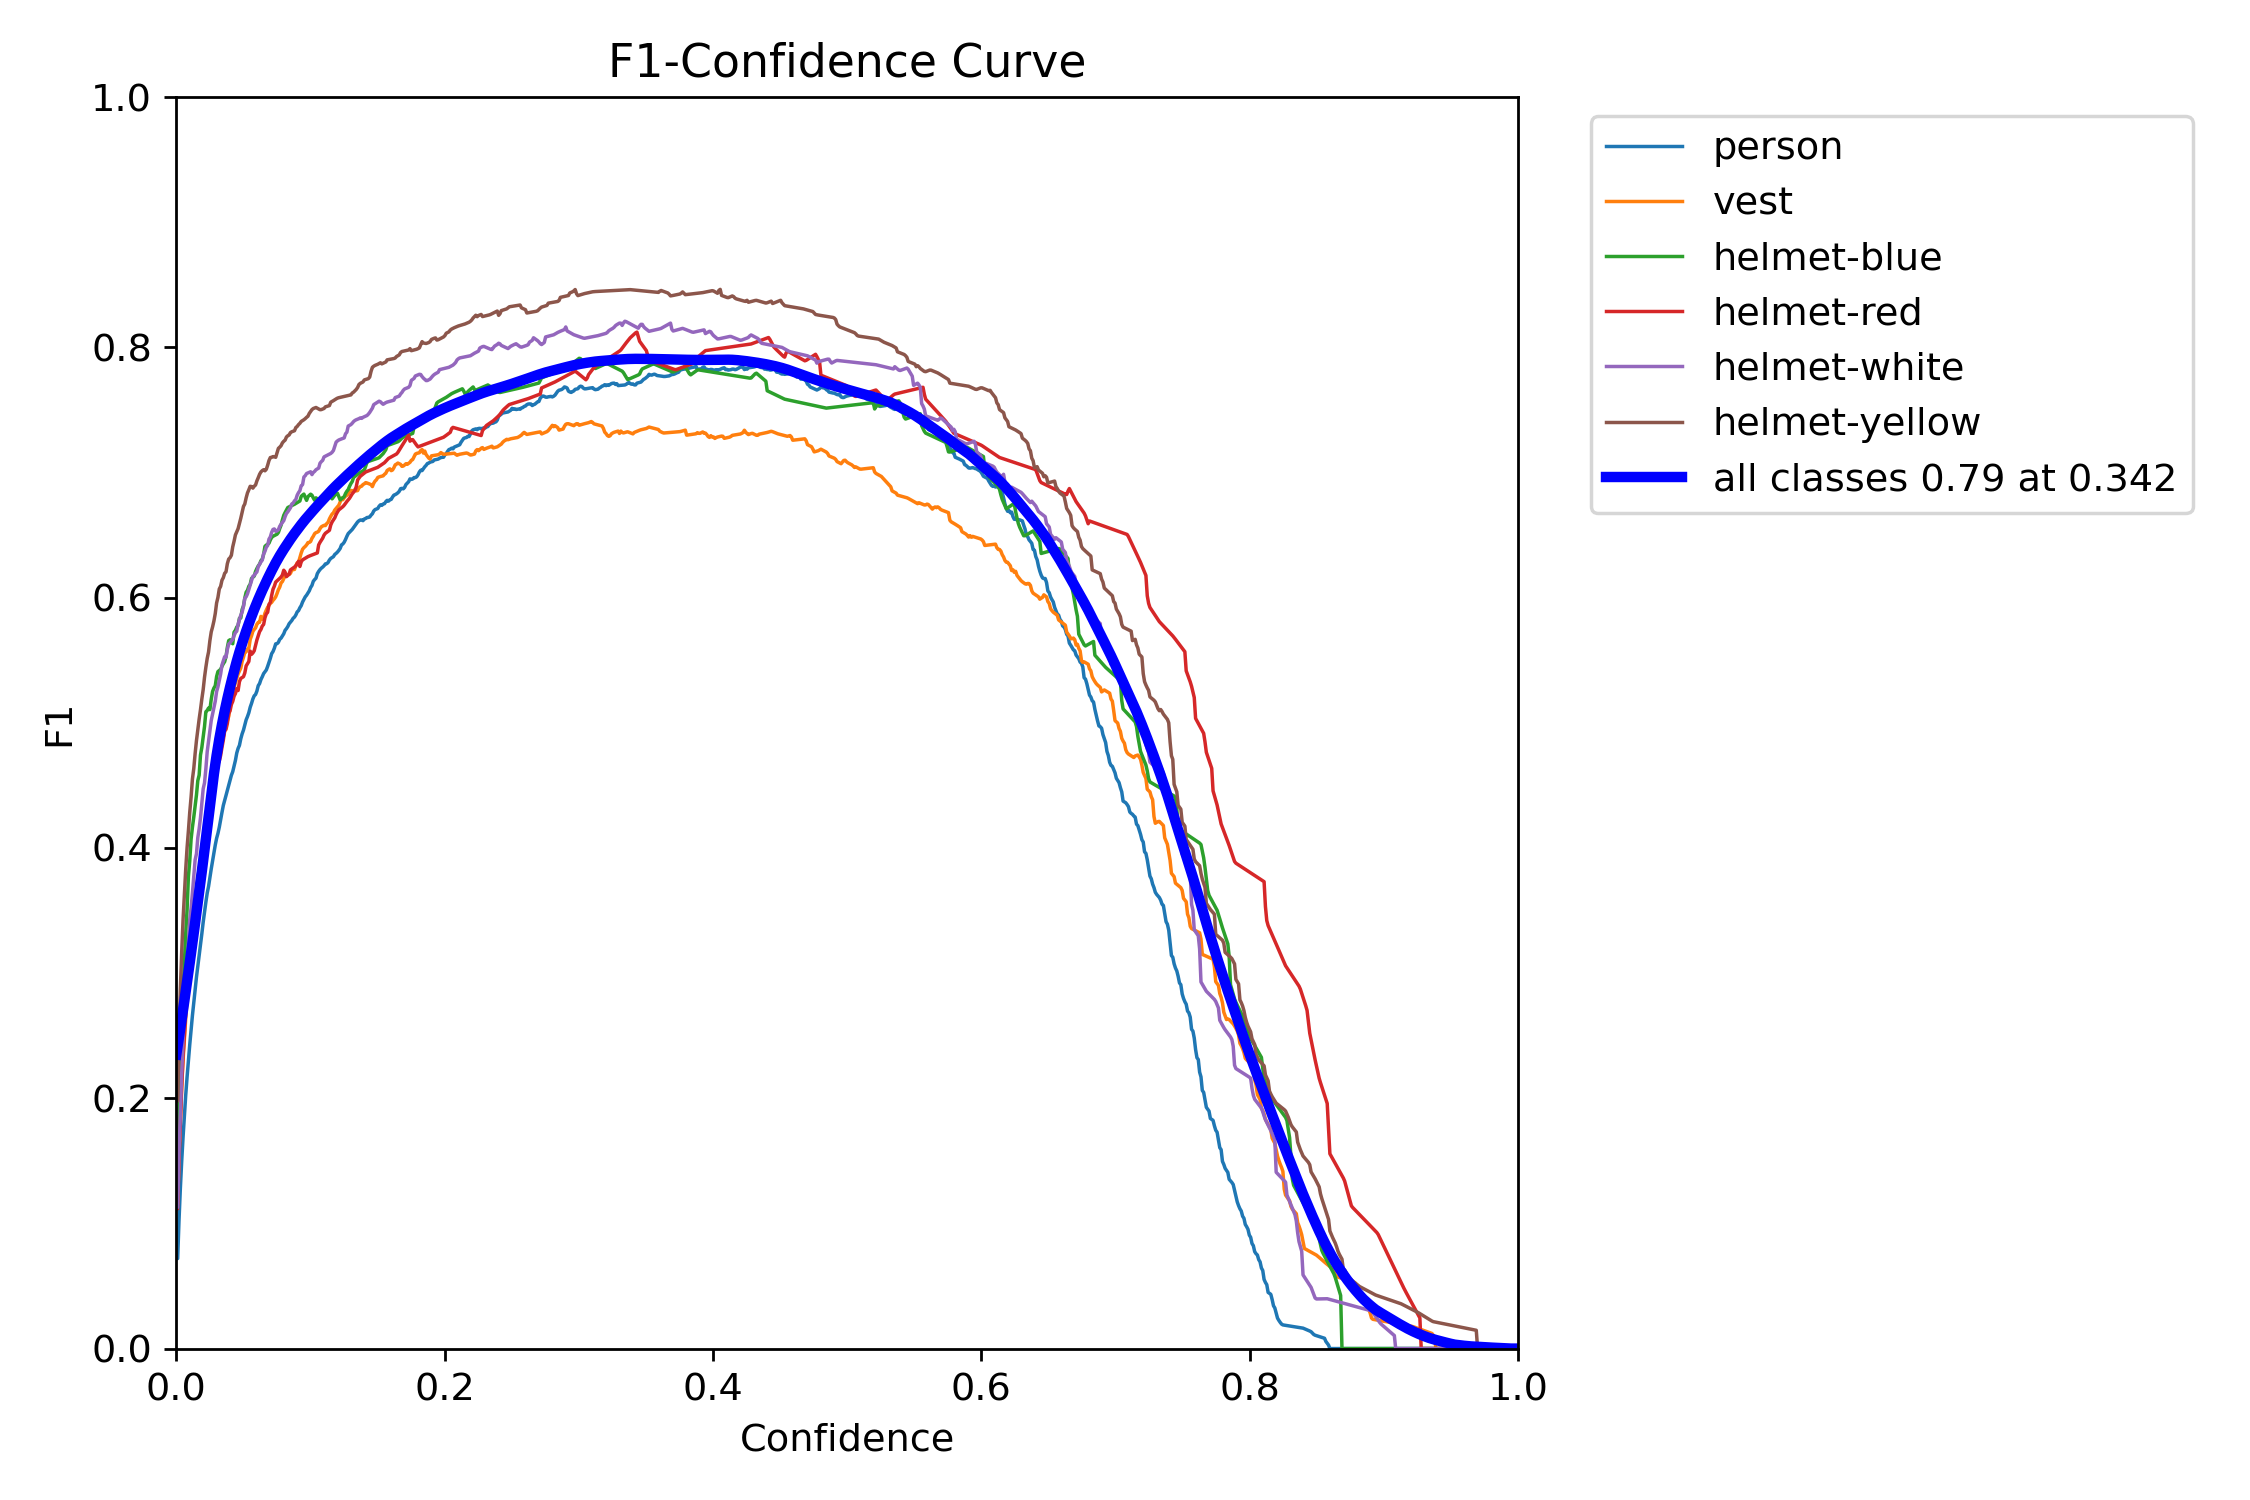 F1-Confidence Curve
1.0
0.8
0.6
0.4
0.2
0.0
F1
0.0 0.2 0.4 0.6 0.8 1.0
Confidence
person
vest
helmet-blue
helmet-red
helmet-white
helmet-yellow
all classes 0.79 at 0.342